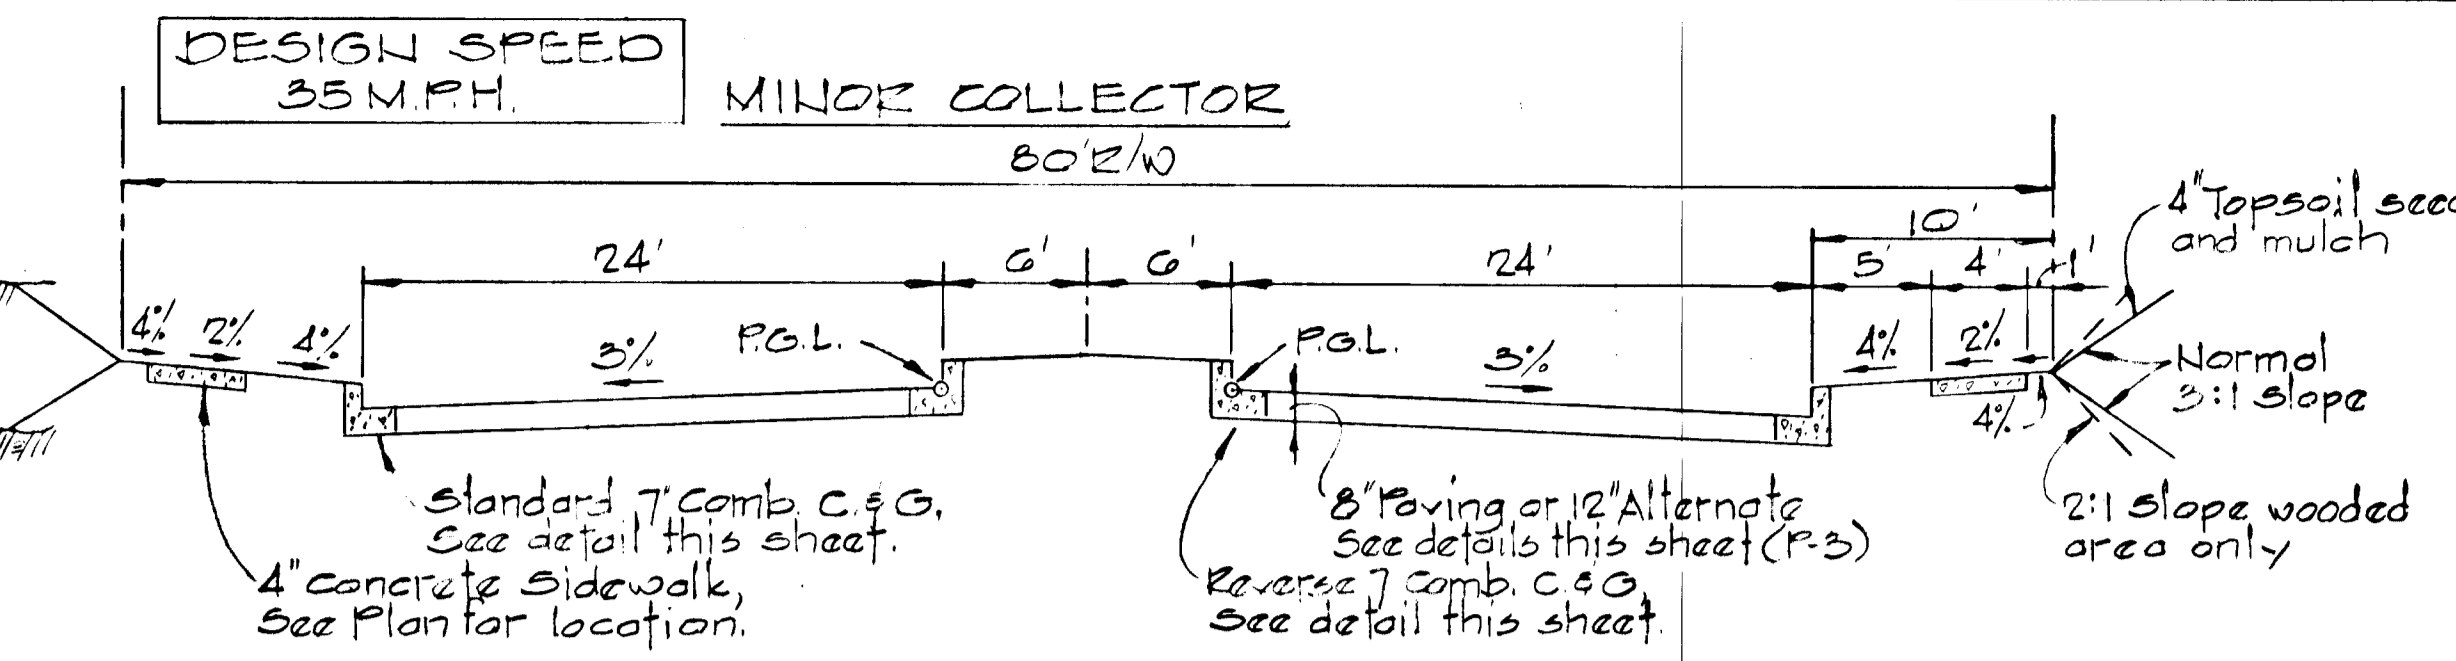 DESIGN SPEED
35 M.P.H.
MINOR COLLECTOR
80' R/W
4" Topsoil seed
and mulch
10'
24'
6'
6'
24'
5'
4'
1'
4%
2%
4%
3%
P.G.L.
P.G.L.
3%
4%
2%
4%
Normal
3:1 Slope
2:1 Slope wooded
area only
Standard 7" Comb. C. & G.,
See detail this sheet.
4" Concrete Sidewalk,
See Plan for location.
8" Paving or 12" Alternate
See details this sheet (P-3)
Reverse 7 Comb. C. & G.,
See detail this sheet.